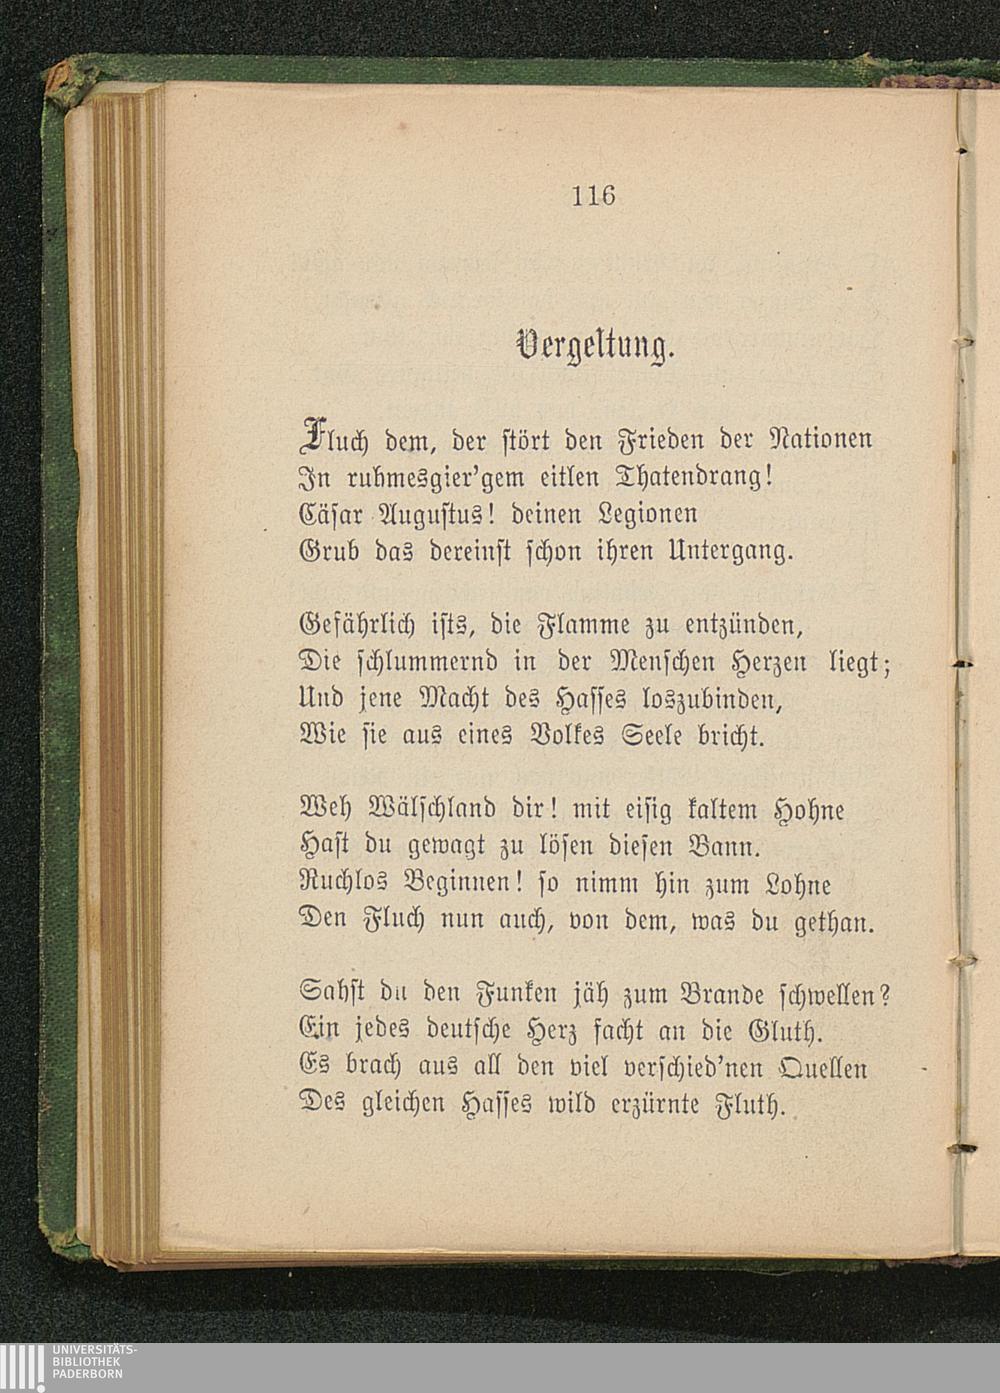 116
Vergeltung.
Fluch dem, der stört den Frieden der Nationen
In ruhmesgier'gem eitlen Thatendrang!
Cäsar Augustus! deinen Legionen
Grub das dereinst schon ihren Untergang.
Gefährlich ists, die Flamme zu entzünden,
Die schlummernd in der Menschen Herzen liegt;
Und jene Macht des Hasses loszubinden,
Wie sie aus eines Volkes Seele bricht.
Weh Wälschland dir! mit eisig kaltem Hohne
Hast du gewagt zu lösen diesen Bann.
Ruchlos Beginnen! so nimm hin zum Lohne
Den Fluch nun auch, von dem, was du gethan.
Sahst du den Funken jäh zum Brande schwellen?
Ein jedes deutsche Herz facht an die Gluth.
Es brach aus all den viel verschied'nen Quellen
Des gleichen Hasses wild erzürnte Fluth.
UNIVERSITÄTS-
BIBLIOTHEK
PADERBORN